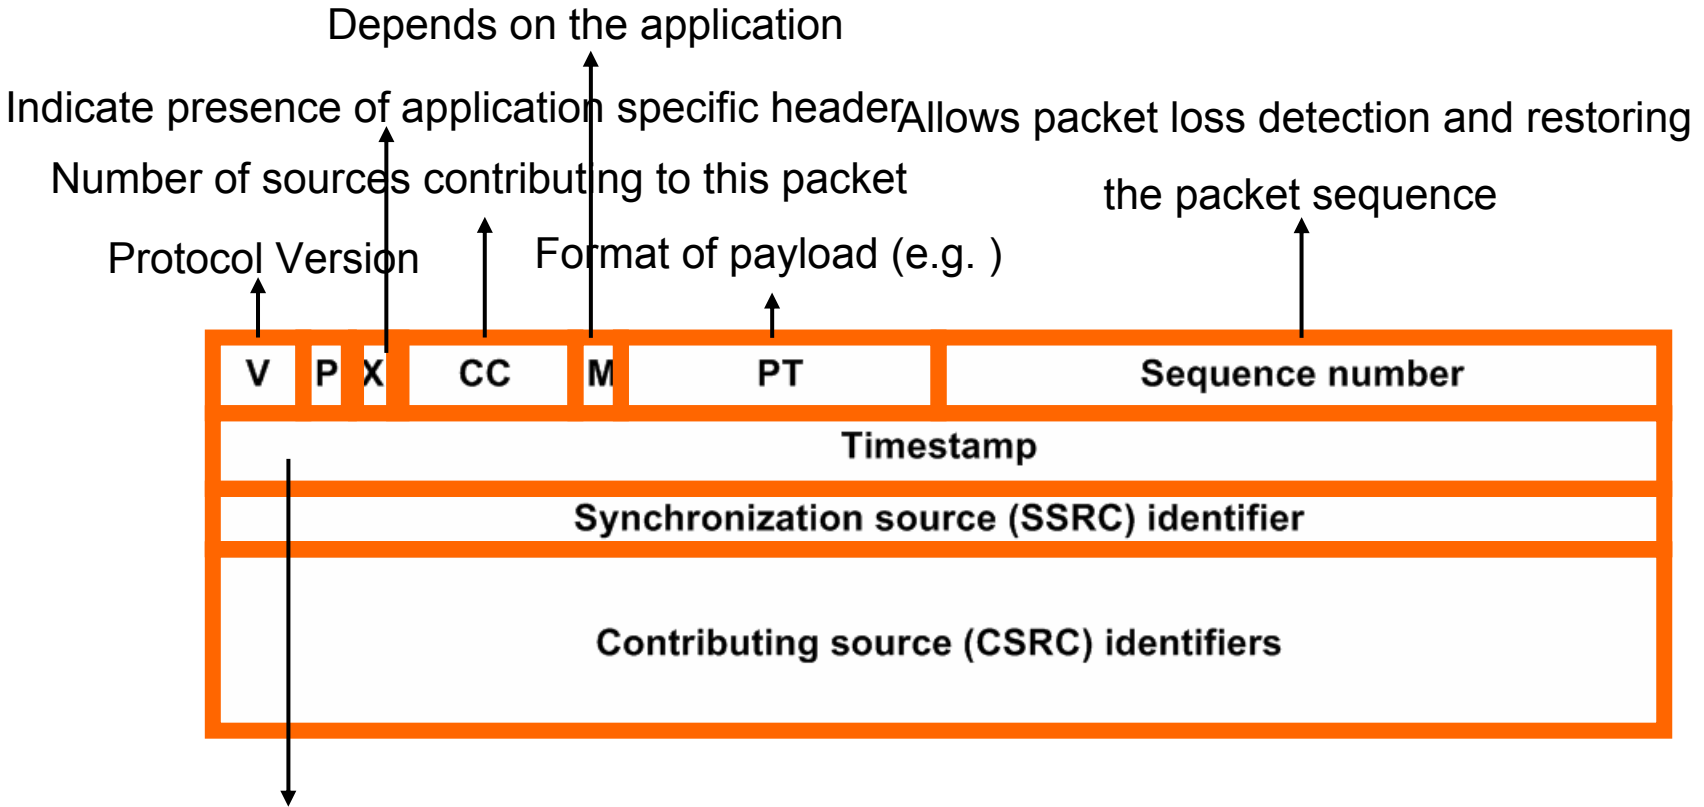 Depends on the application
Indicate presence of application specific header
Allows packet loss detection and restoring
the packet sequence
Number of sources contributing to this packet
Protocol Version
Format of payload (e.g. )
V P X CC M PT Sequence number
Timestamp
Synchronization source (SSRC) identifier
Contributing source (CSRC) identifiers